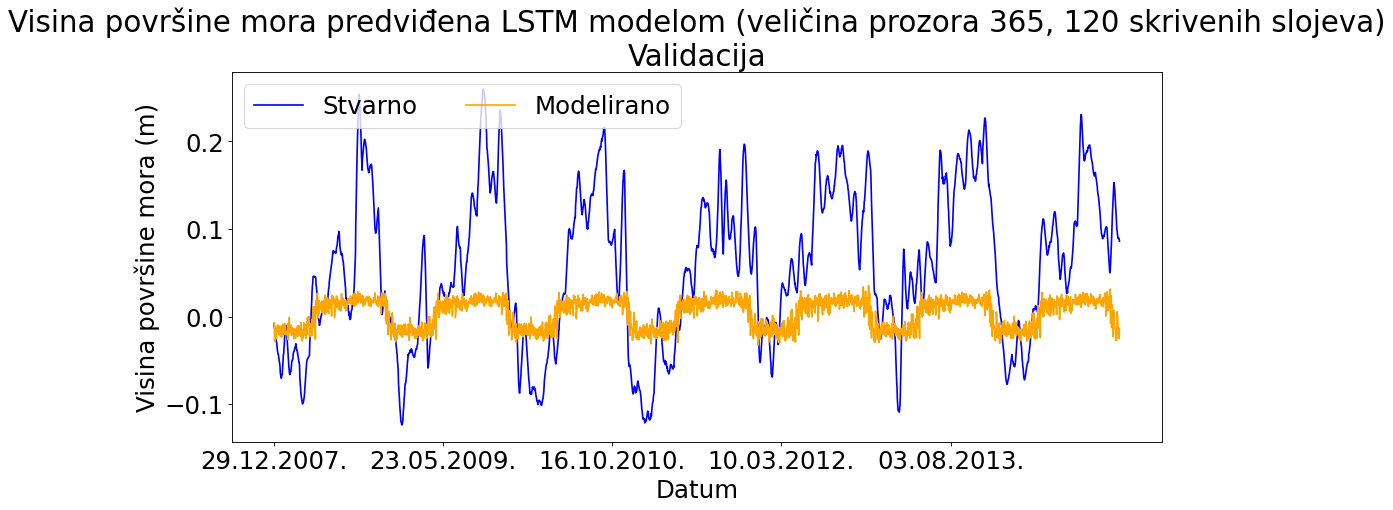 Visina površine mora predviđena LSTM modelom (veličina prozora 365, 120 skrivenih slojeva)
Validacija
Stvarno
Modelirano
Visina površine mora (m)
0.2
0.1
0.0
−0.1
29.12.2007.
23.05.2009.
16.10.2010.
10.03.2012.
03.08.2013.
Datum